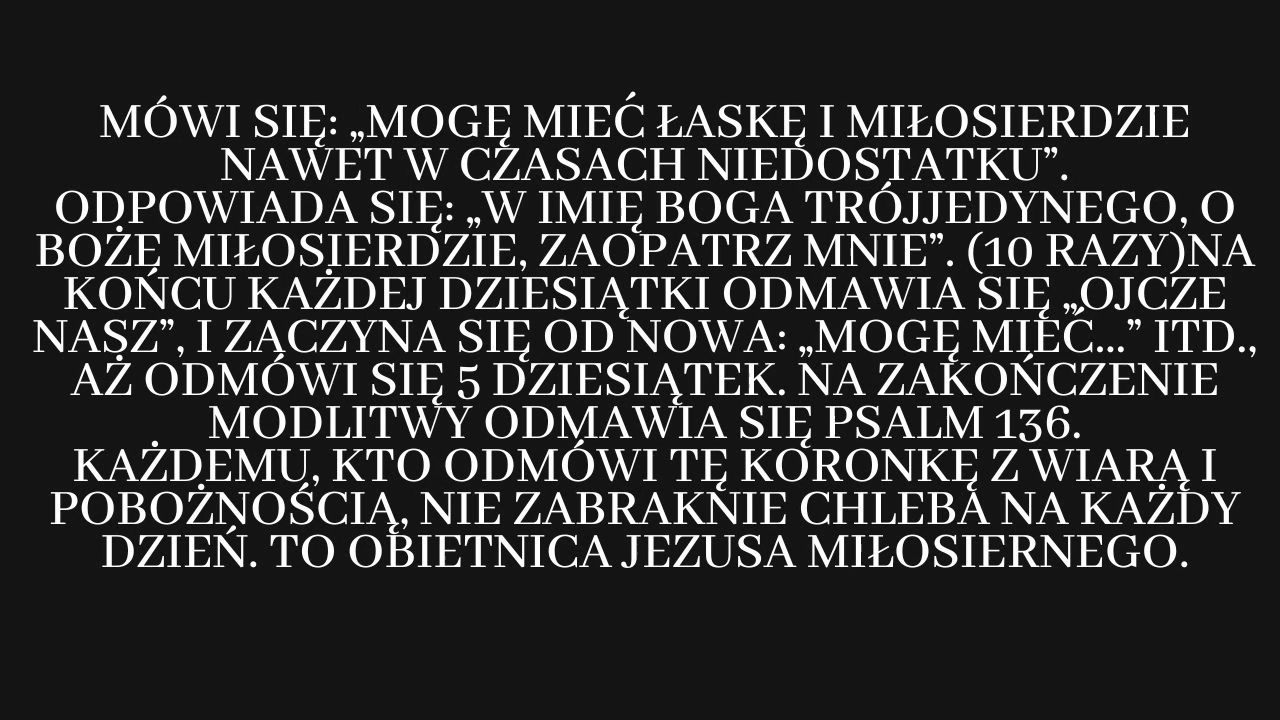 MÓWI SIĘ: „MOGĘ MIEĆ ŁASKĘ I MIŁOSIERDZIE
NAWET W CZASACH NIEDOSTATKU”.
ODPOWIADA SIĘ: „W IMIĘ BOGA TRÓJJEDYNEGO, O
BOŻE MIŁOSIERDZIE, ZAOPATRZ MNIE”. (10 RAZY)NA
KOŃCU KAŻDEJ DZIESIĄTKI ODMAWIA SIĘ „OJCZE
NASZ”, I ZACZYNA SIĘ OD NOWA: „MOGĘ MIEĆ...” ITD.,
AŻ ODMÓWI SIĘ 5 DZIESIĄTEK. NA ZAKOŃCZENIE
MODLITWY ODMAWIA SIĘ PSALM 136.
KAŻDEMU, KTO ODMÓWI TĘ KORONKĘ Z WIARĄ I
POBOŻNOŚCIĄ, NIE ZABRAKNIE CHLEBA NA KAŻDY
DZIEŃ. TO OBIETNICA JEZUSA MIŁOSIERNEGO.